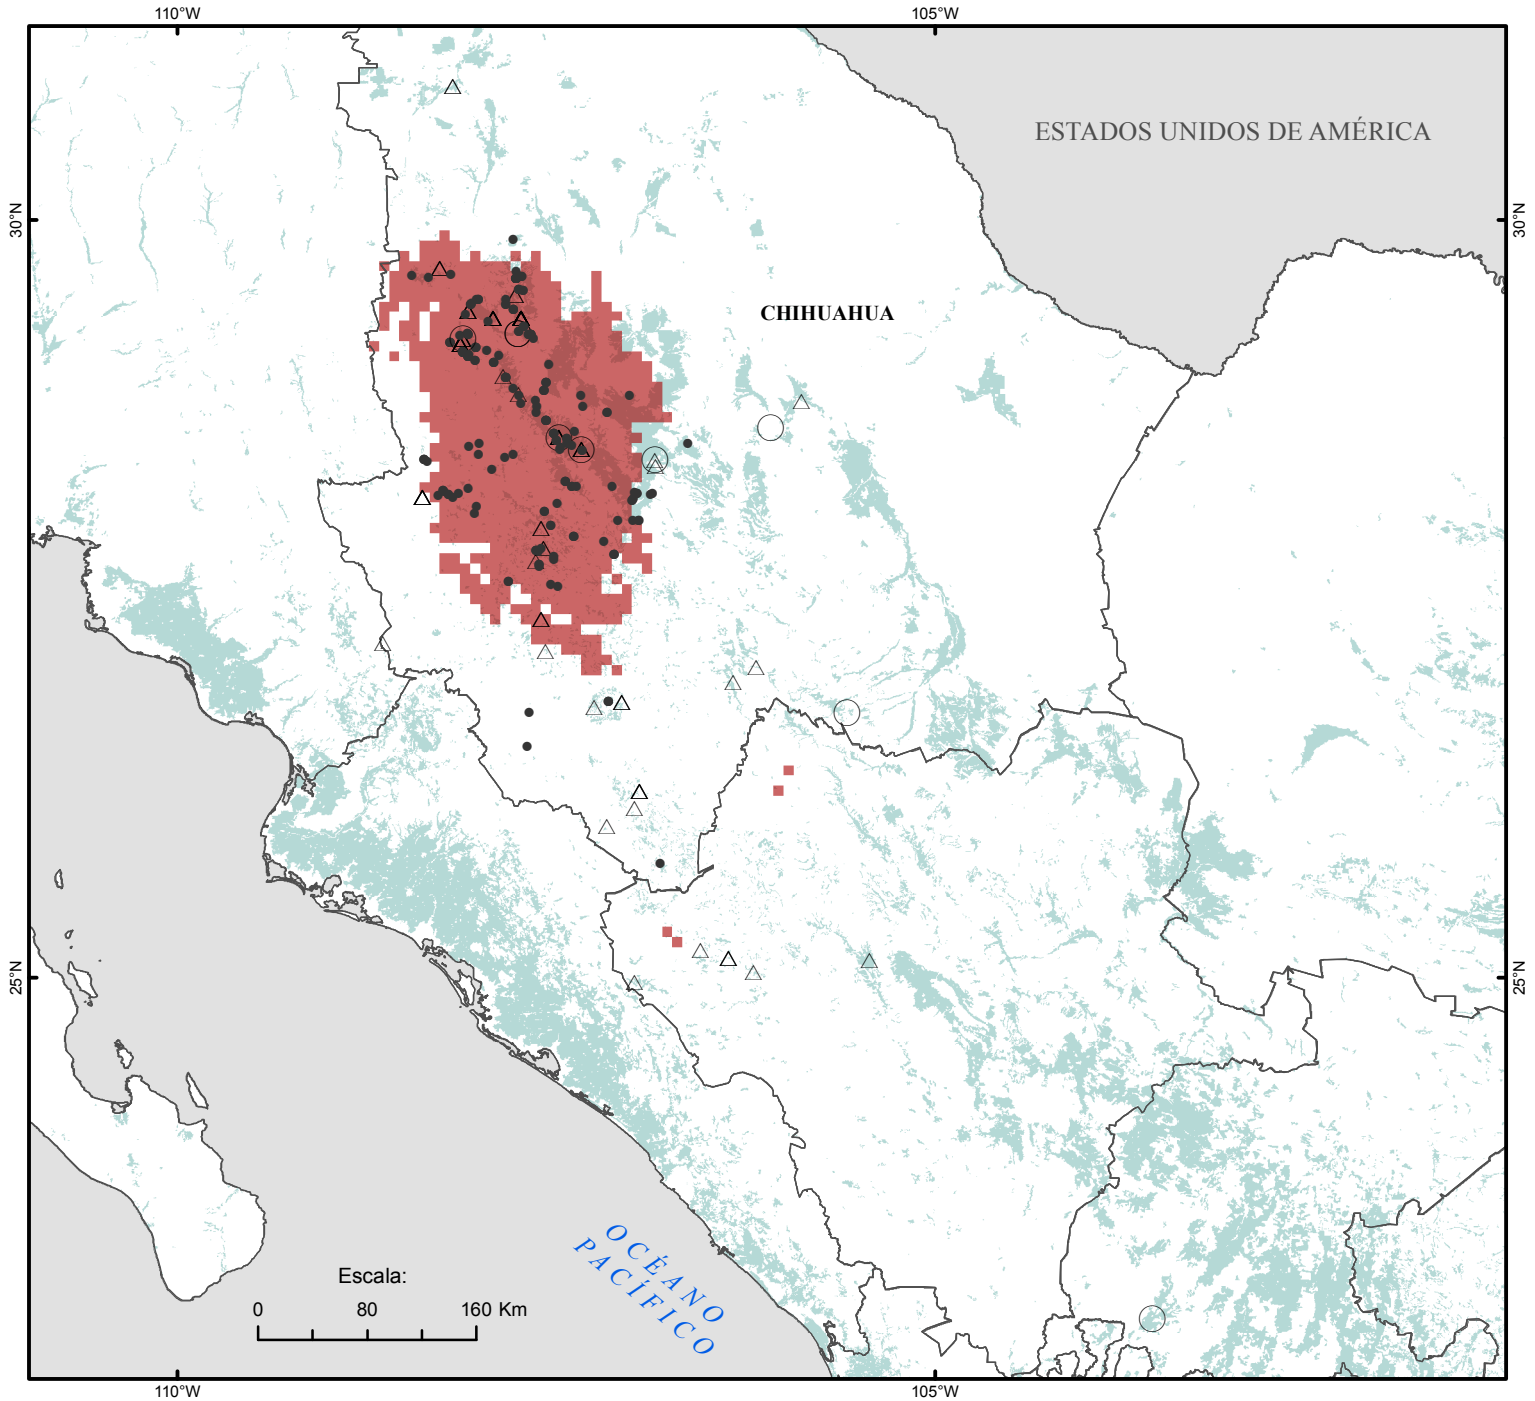 110°W
105°W
ESTADOS UNIDOS DE AMÉRICA
30°N
30°N
CHIHUAHUA
25°N
25°N
OCÉANO
PACÍFICO
Escala:
0 80 160 Km
110°W
105°W